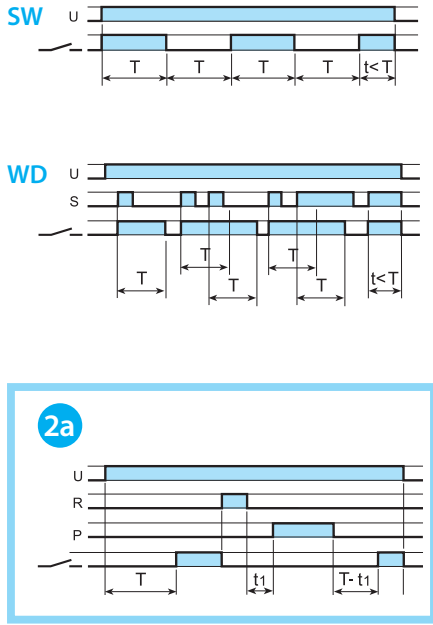 SW U
T T T T t< T
WD U
S
T T T T t< T
2a
U
R
P
T t1 T- t1